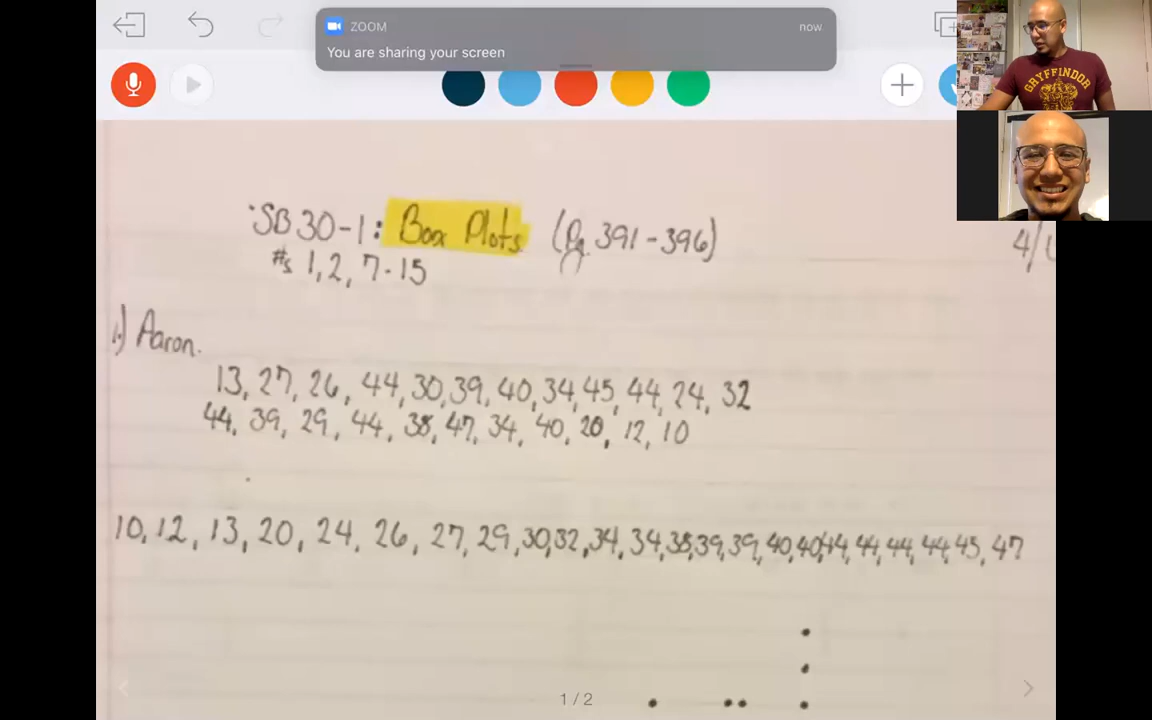 ZOOM
now
You are sharing your screen
GRYFFINDOR
SB 30-1: Box Plots (Pg. 391-396)
#s 1, 2, 7-15
4/
1.) Aaron.
13, 27, 26, 44, 30, 39, 40, 34, 45, 44, 24, 32
44, 39, 29, 44, 38, 47, 34, 40, 20, 12, 10
10, 12, 13, 20, 24, 26, 27, 29, 30, 32, 34, 34, 38, 39, 39, 40, 40, 44, 44, 44, 44, 45, 47
1 / 2